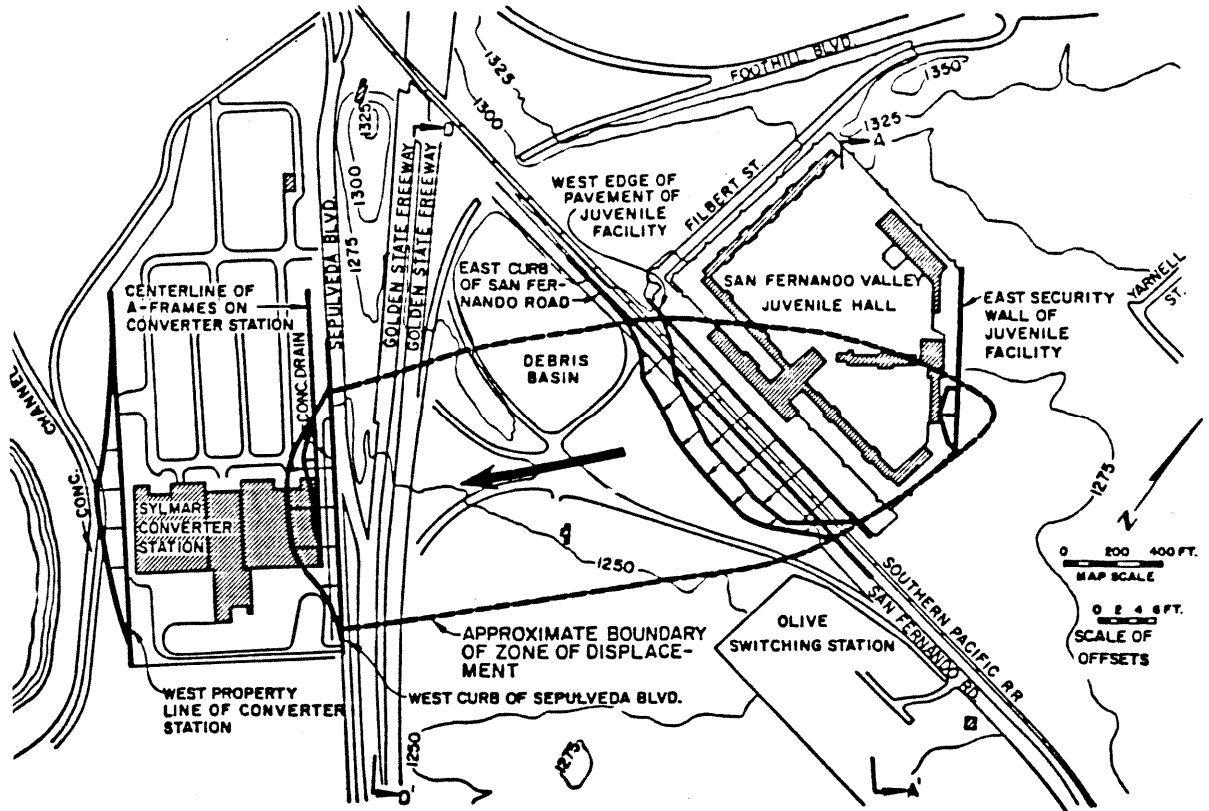 FOOTHILL BLVD.
1325
1350
1300
1325
1325
A
D
WEST EDGE OF
PAVEMENT OF
JUVENILE
FACILITY
FILBERT ST.
1300
SEPULVEDA BLVD.
1275
GOLDEN STATE FREEWAY
GOLDEN STATE FREEWAY
EAST CURB
OF SAN FER-
NANDO ROAD
SAN FERNANDO VALLEY
JUVENILE HALL
EAST SECURITY
WALL OF
JUVENILE
FACILITY
YARNELL
ST.
CENTERLINE OF
A-FRAMES ON
CONVERTER STATION
CONC. DRAIN
DEBRIS
BASIN
CHANNEL
CONC.
SYLMAR
CONVERTER
STATION
1275
N
1250
0 200 400 FT.
MAP SCALE
0 2 4 6 FT.
SCALE OF
OFFSETS
SOUTHERN PACIFIC RR
SAN FERNANDO RD.
OLIVE
SWITCHING STATION
APPROXIMATE BOUNDARY
OF ZONE OF DISPLACE-
MENT
WEST PROPERTY
LINE OF CONVERTER
STATION
WEST CURB OF SEPULVEDA BLVD.
1250
1275
D'
A'